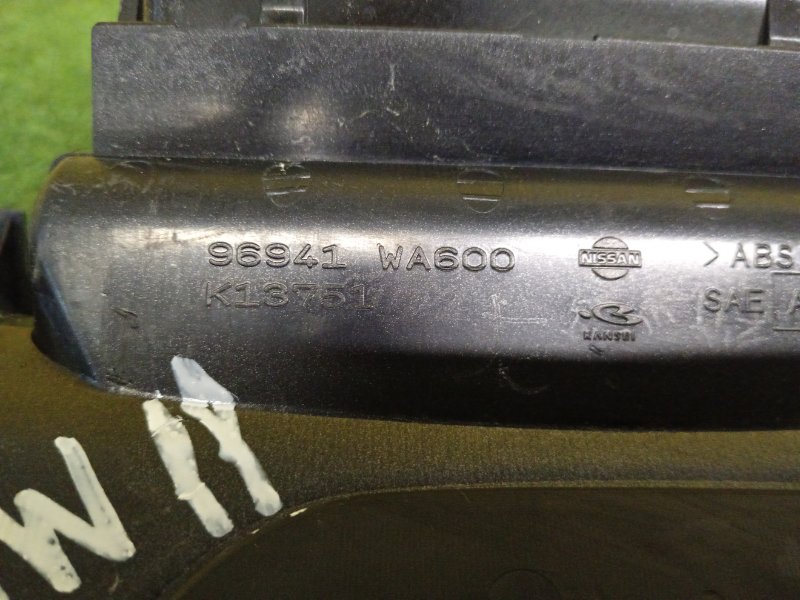 96941 WA600
K13751
NISSAN
KANSEI
>ABS
SAE A
W11